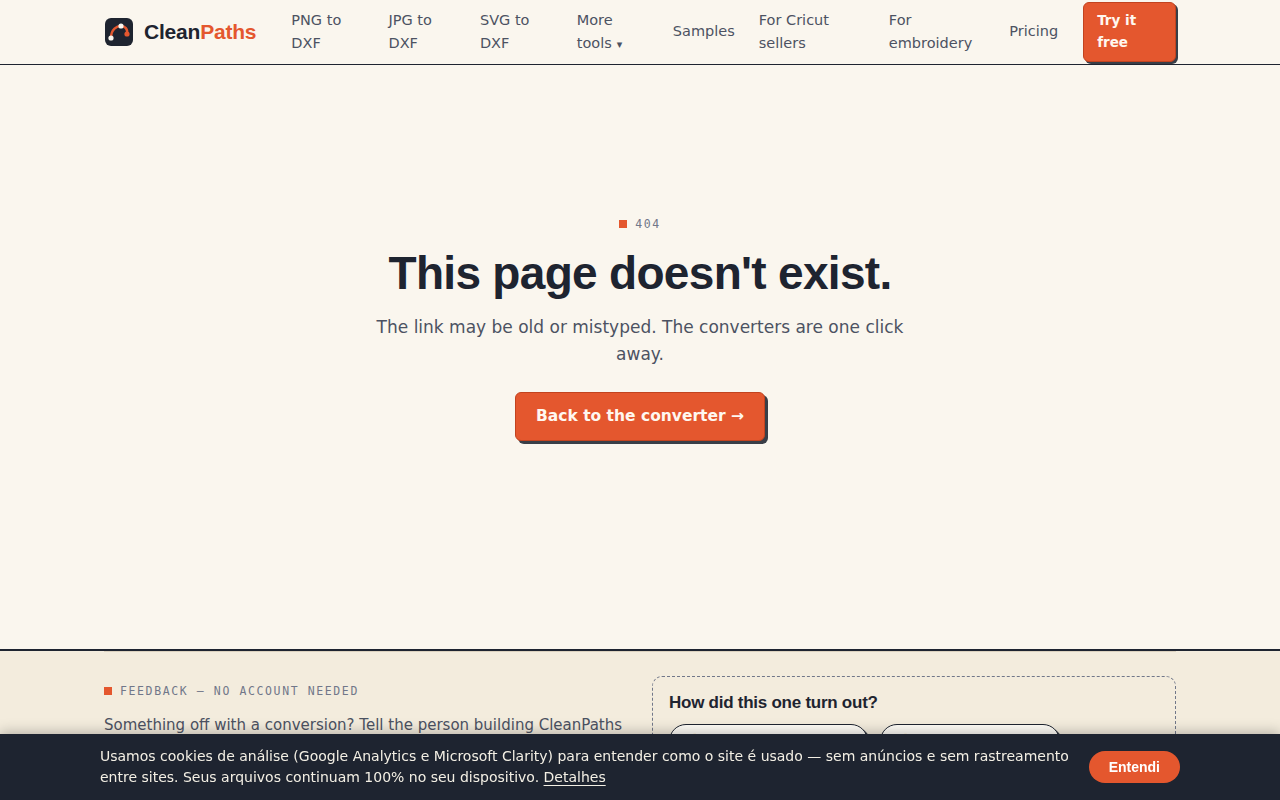 CleanPaths
PNG to DXF
JPG to DXF
SVG to DXF
More tools ▾
Samples
For Cricut sellers
For embroidery
Pricing
Try it free
404
This page doesn't exist.
The link may be old or mistyped. The converters are one click
away.
Back to the converter →
FEEDBACK — NO ACCOUNT NEEDED
Something off with a conversion? Tell the person building CleanPaths
How did this one turn out?
Usamos cookies de análise (Google Analytics e Microsoft Clarity) para entender como o site é usado — sem anúncios e sem rastreamento
entre sites. Seus arquivos continuam 100% no seu dispositivo. Detalhes
Entendi